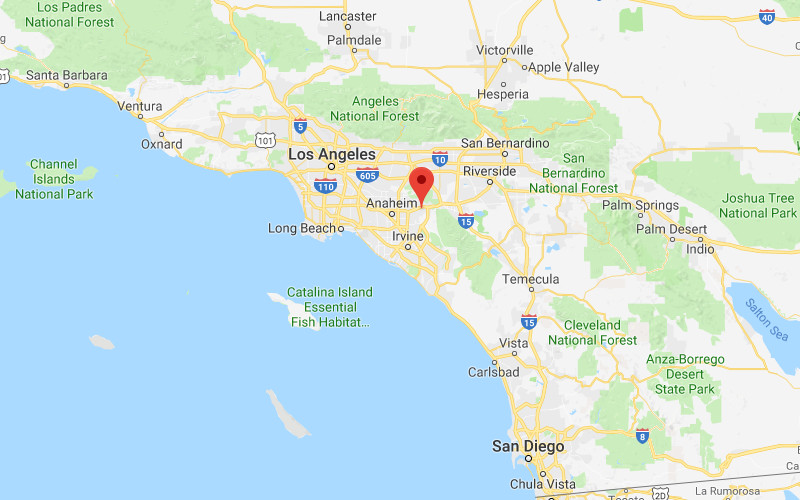 Los Padres
National Forest
Lancaster
Palmdale
40
Victorville
Apple Valley
Hesperia
Santa Barbara
Ventura
Oxnard
Angeles
National Forest
5
101
San Bernardino
10
Los Angeles
605
110
Riverside
San
Bernardino
National Forest
Channel
Islands
National Park
Joshua Tree
National Park
Anaheim
15
Palm Springs
Palm Desert
Indio
Long Beach
Irvine
Temecula
Catalina Island
Essential
Fish Habitat...
Salton Sea
15
Cleveland
National Forest
Vista
Carlsbad
Anza-Borrego
Desert
State Park
8
San Diego
Chula Vista
La Rumorosa
2D
Ca